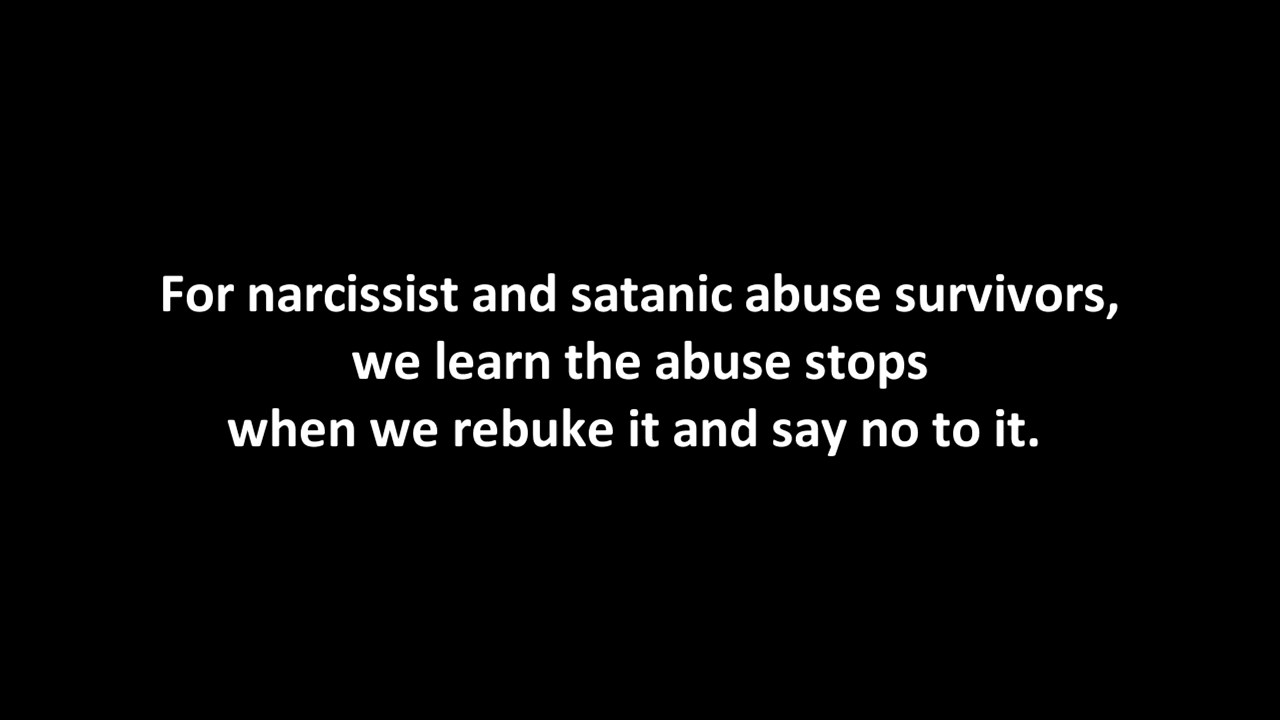 For narcissist and satanic abuse survivors,
we learn the abuse stops
when we rebuke it and say no to it.